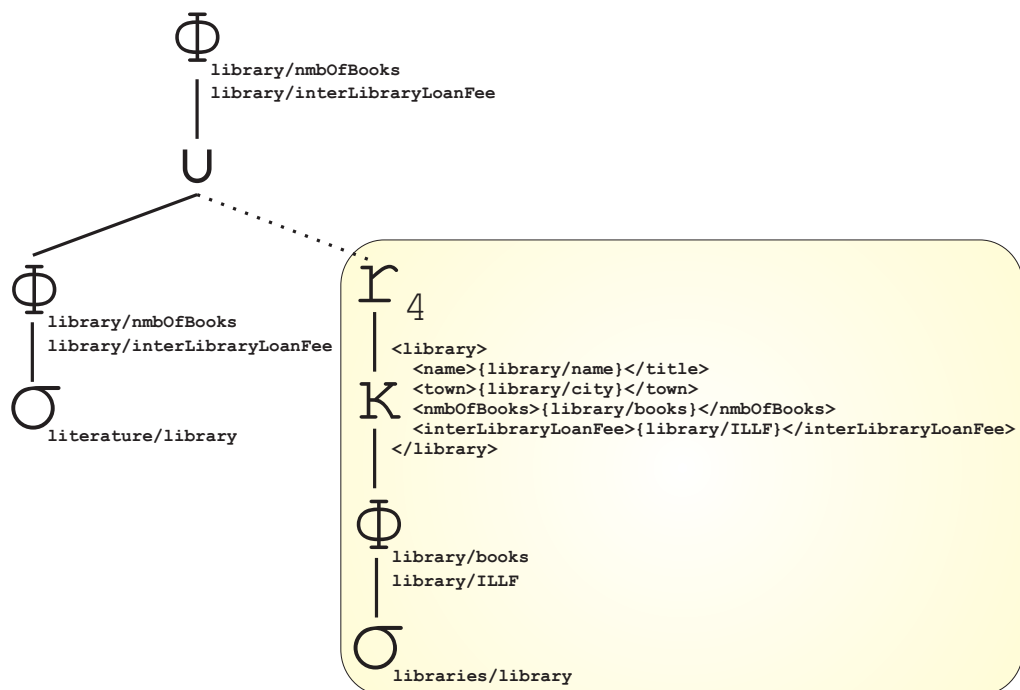 Φ
library/nmbOfBooks
library/interLibraryLoanFee
∪
Φ
library/nmbOfBooks
library/interLibraryLoanFee
σ
literature/library
r
4
κ
<library>
<name>{library/name}</title>
<town>{library/city}</town>
<nmbOfBooks>{library/books}</nmbOfBooks>
<interLibraryLoanFee>{library/ILLF}</interLibraryLoanFee>
</library>
Φ
library/books
library/ILLF
σ
libraries/library